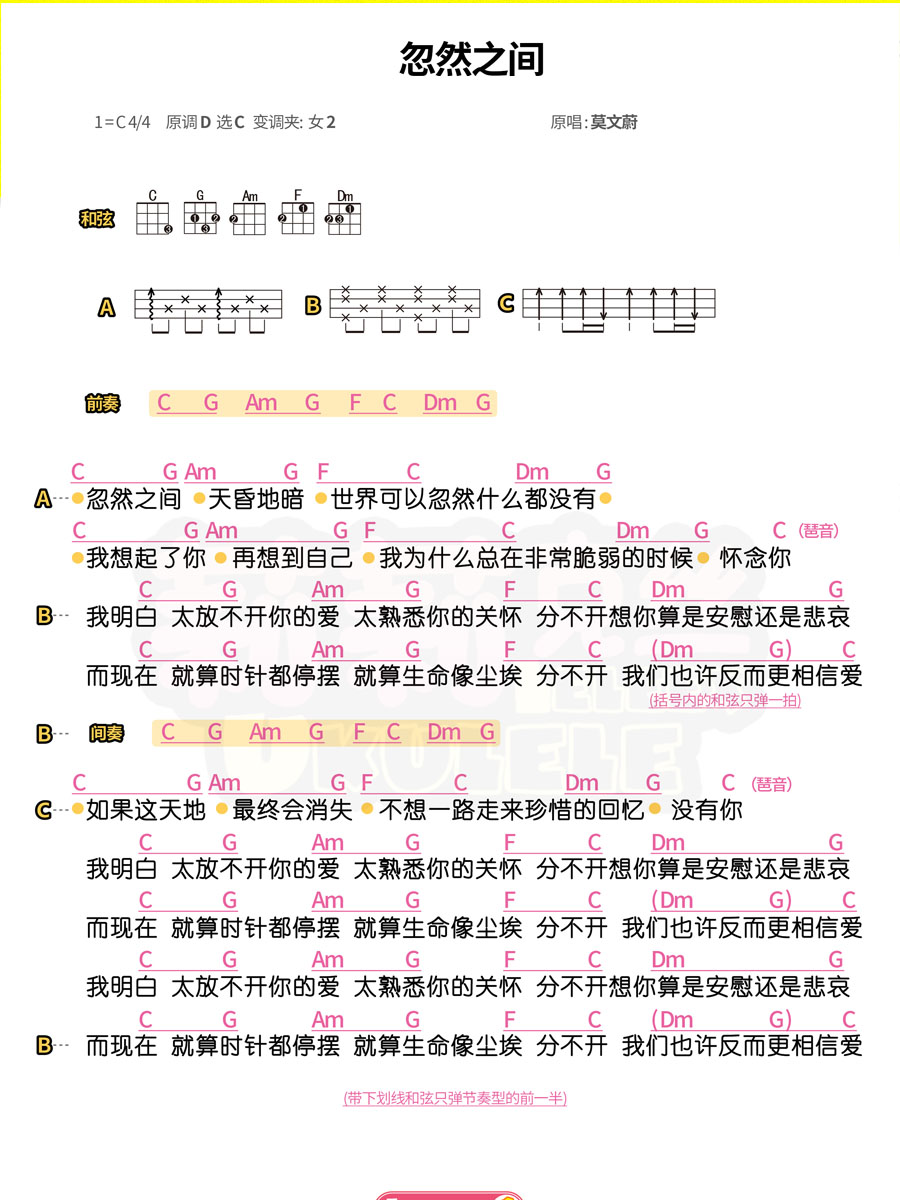 忽然之间
1=C 4/4 原调D 选C 变调夹: 女2 原唱:莫文蔚
和弦 C G Am F Dm
A B C
前奏 C G Am G F C Dm G
C G Am G F C Dm G
A 忽然之间 天昏地暗 世界可以忽然什么都没有
C G Am G F C Dm G C (琶音)
我想起了你 再想到自己 我为什么总在非常脆弱的时候 怀念你
C G Am G F C Dm G
B 我明白 太放不开你的爱 太熟悉你的关怀 分不开想你算是安慰还是悲哀
C G Am G F C (Dm G) C
而现在 就算时针都停摆 就算生命像尘埃 分不开 我们也许反而更相信爱
(括号内的和弦只弹一拍)
B 间奏 C G Am G F C Dm G
C G Am G F C Dm G C (琶音)
C 如果这天地 最终会消失 不想一路走来珍惜的回忆 没有你
C G Am G F C Dm G
我明白 太放不开你的爱 太熟悉你的关怀 分不开想你算是安慰还是悲哀
C G Am G F C (Dm G) C
而现在 就算时针都停摆 就算生命像尘埃 分不开 我们也许反而更相信爱
C G Am G F C Dm G
我明白 太放不开你的爱 太熟悉你的关怀 分不开想你算是安慰还是悲哀
C G Am G F C (Dm G) C
B 而现在 就算时针都停摆 就算生命像尘埃 分不开 我们也许反而更相信爱
(带下划线和弦只弹节奏型的前一半)